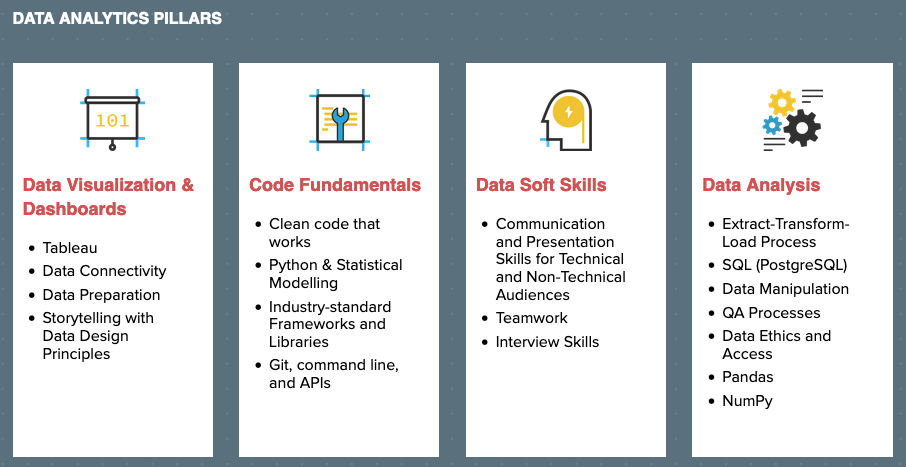 DATA ANALYTICS PILLARS
101
Data Visualization &
Dashboards
• Tableau
• Data Connectivity
• Data Preparation
• Storytelling with
Data Design
Principles
Code Fundamentals
• Clean code that
works
• Python & Statistical
Modelling
• Industry-standard
Frameworks and
Libraries
• Git, command line,
and APIs
Data Soft Skills
• Communication
and Presentation
Skills for Technical
and Non-Technical
Audiences
• Teamwork
• Interview Skills
Data Analysis
• Extract-Transform-
Load Process
• SQL (PostgreSQL)
• Data Manipulation
• QA Processes
• Data Ethics and
Access
• Pandas
• NumPy